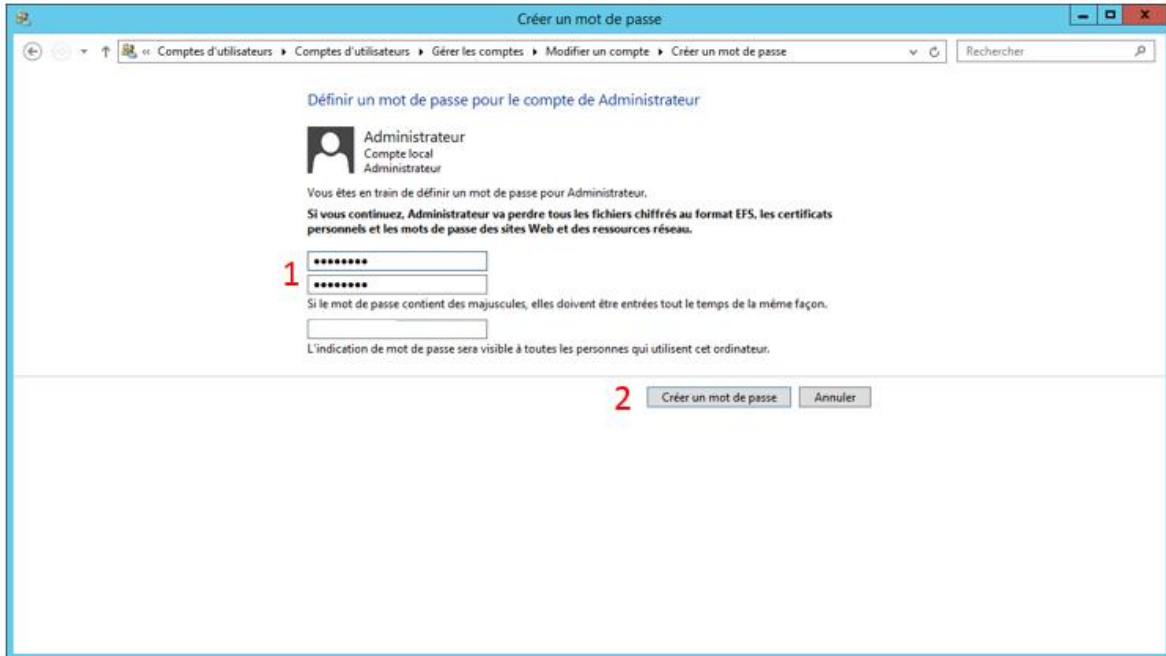 Créer un mot de passe
« Comptes d'utilisateurs ▸ Comptes d'utilisateurs ▸ Gérer les comptes ▸ Modifier un compte ▸ Créer un mot de passe
Rechercher
Définir un mot de passe pour le compte de Administrateur
Administrateur
Compte local
Administrateur
Vous êtes en train de définir un mot de passe pour Administrateur.
Si vous continuez, Administrateur va perdre tous les fichiers chiffrés au format EFS, les certificats
personnels et les mots de passe des sites Web et des ressources réseau.
1
••••••••
••••••••
Si le mot de passe contient des majuscules, elles doivent être entrées tout le temps de la même façon.
L'indication de mot de passe sera visible à toutes les personnes qui utilisent cet ordinateur.
2
Créer un mot de passe
Annuler